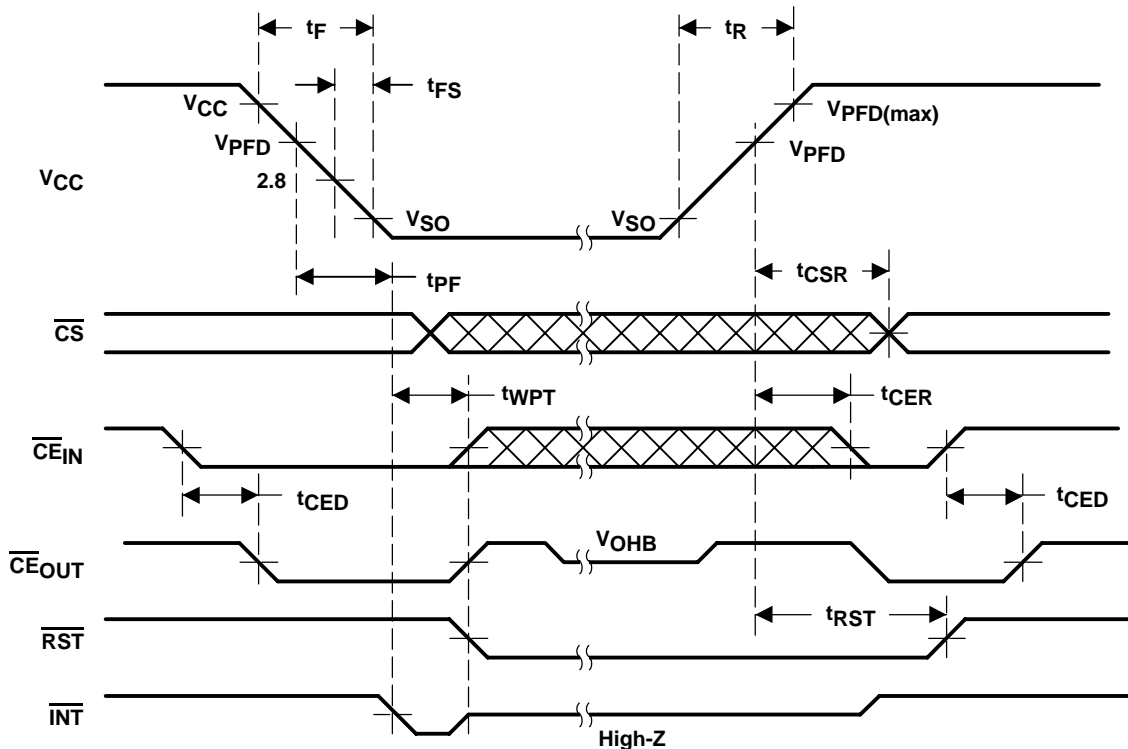 tF
tR
tFS
VCC
VPFD(max)
VPFD
VPFD
VCC
2.8
VSO
VSO
tPF
tCSR
CS
tWPT
tCER
CEIN
tCED
tCED
VOHB
CEOUT
tRST
RST
INT
High-Z